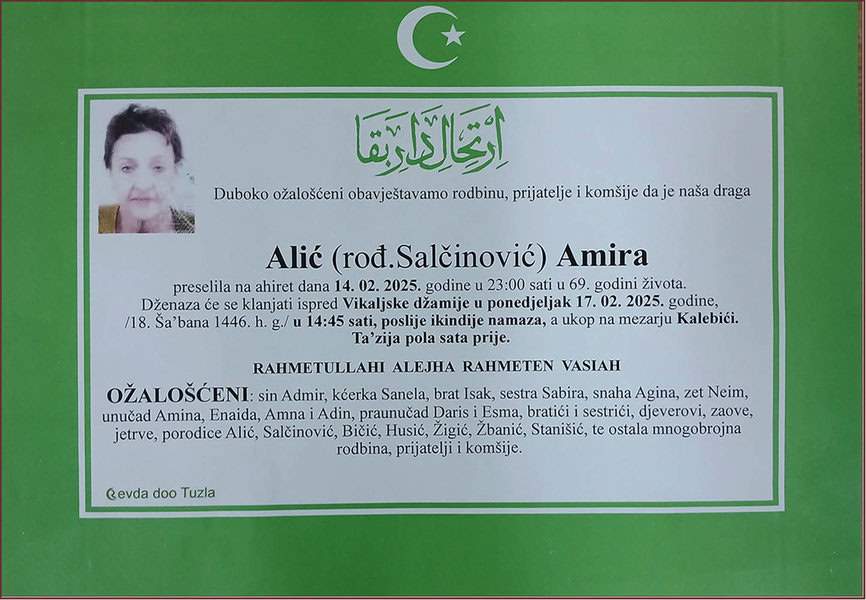 اِرْتِحَالِ دَارِ بَقَا
Duboko ožalošćeni obavještavamo rodbinu, prijatelje i komšije da je naša draga
Alić (rođ.Salčinović) Amira
preselila na ahiret dana 14. 02. 2025. godine u 23:00 sati u 69. godini života.
Dženaza će se klanjati ispred Vikaljske džamije u ponedjeljak 17. 02. 2025. godine,
/18. Ša'bana 1446. h. g./ u 14:45 sati, poslije ikindije namaza, a ukop na mezarju Kalebići.
Ta'zija pola sata prije.
RAHMETULLAHI ALEJHA RAHMETEN VASIAH
OŽALOŠĆENI: sin Admir, kćerka Sanela, brat Isak, sestra Sabira, snaha Agina, zet Neim,
unučad Amina, Enaida, Amna i Adin, praunučad Daris i Esma, bratići i sestrići, djeverovi, zaove,
jetrve, porodice Alić, Salčinović, Bičić, Husić, Žigić, Žbanić, Stanišić, te ostala mnogobrojna
rodbina, prijatelji i komšije.
evda doo Tuzla